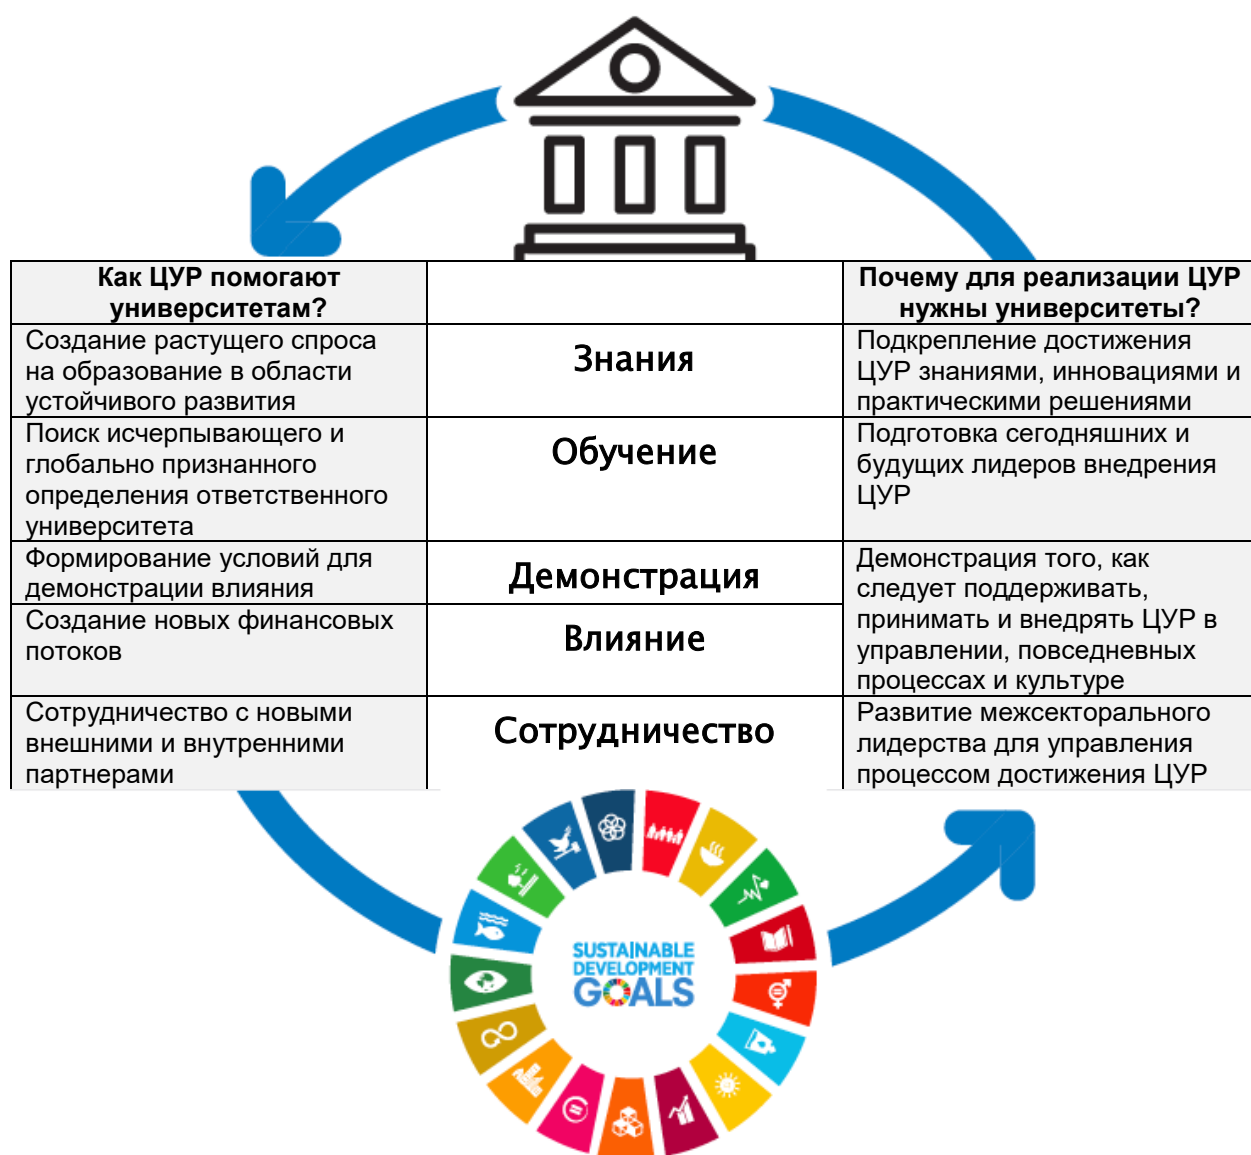 Как ЦУР помогают
университетам?
Почему для реализации ЦУР
нужны университеты?
Создание растущего спроса
на образование в области
устойчивого развития
Знания
Подкрепление достижения
ЦУР знаниями, инновациями и
практическими решениями
Поиск исчерпывающего и
глобально признанного
определения ответственного
университета
Обучение
Подготовка сегодняшних и
будущих лидеров внедрения
ЦУР
Формирование условий для
демонстрации влияния
Демонстрация
Демонстрация того, как
следует поддерживать,
принимать и внедрять ЦУР в
управлении, повседневных
процессах и культуре
Создание новых финансовых
потоков
Влияние
Сотрудничество с новыми
внешними и внутренними
партнерами
Сотрудничество
Развитие межсекторального
лидерства для управления
процессом достижения ЦУР
SUSTAINABLE
DEVELOPMENT
GOALS